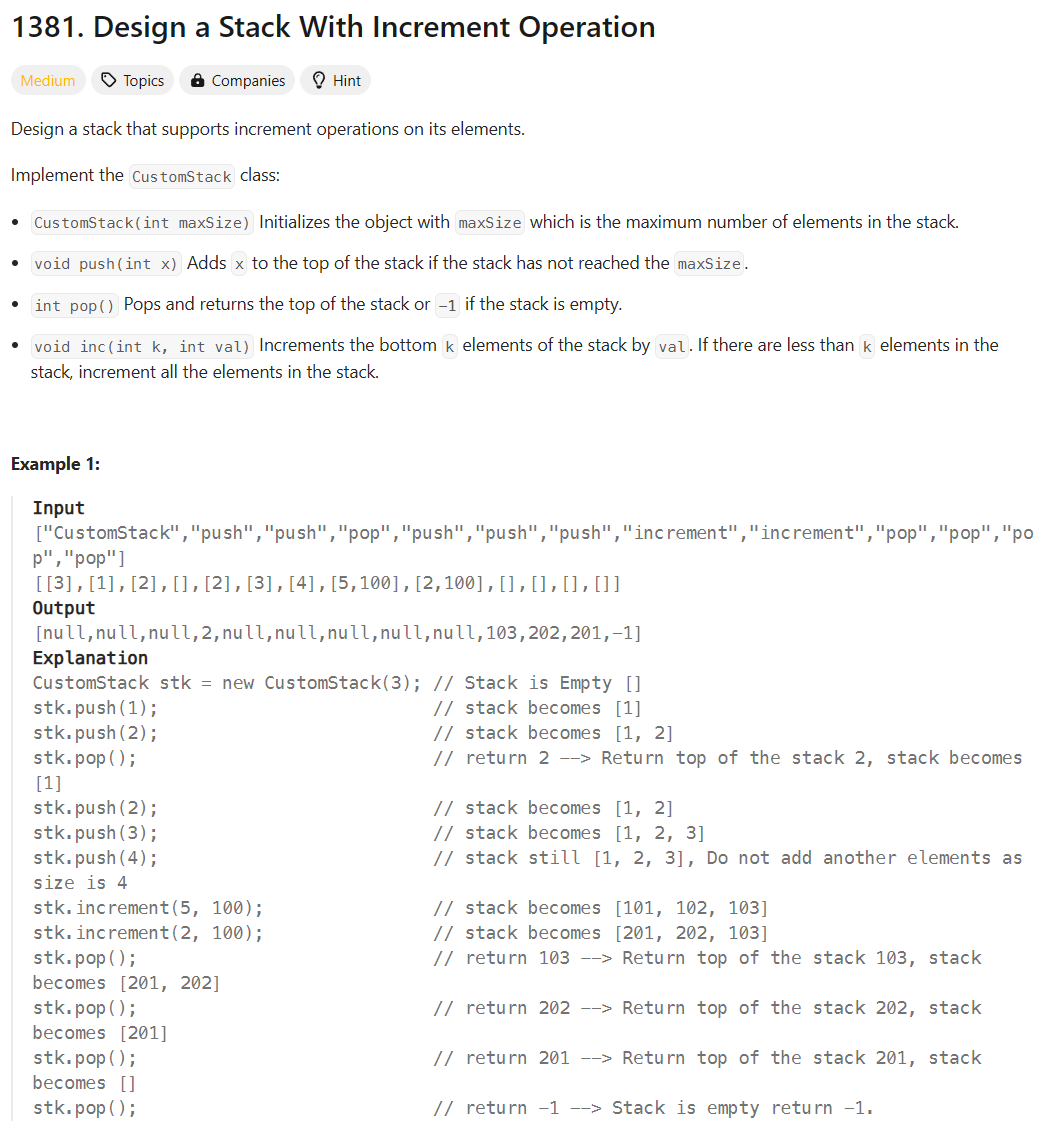 1381. Design a Stack With Increment Operation
Medium Topics Companies Hint
Design a stack that supports increment operations on its elements.
Implement the CustomStack class:
• CustomStack(int maxSize) Initializes the object with maxSize which is the maximum number of elements in the stack.
• void push(int x) Adds x to the top of the stack if the stack has not reached the maxSize.
• int pop() Pops and returns the top of the stack or -1 if the stack is empty.
• void inc(int k, int val) Increments the bottom k elements of the stack by val. If there are less than k elements in the
stack, increment all the elements in the stack.
Example 1:
Input
["CustomStack","push","push","pop","push","push","push","increment","increment","pop","pop","po
p","pop"]
[[3],[1],[2],[],[2],[3],[4],[5,100],[2,100],[],[],[],[]]
Output
[null,null,null,2,null,null,null,null,null,103,202,201,-1]
Explanation
CustomStack stk = new CustomStack(3); // Stack is Empty []
stk.push(1); // stack becomes [1]
stk.push(2); // stack becomes [1, 2]
stk.pop(); // return 2 --> Return top of the stack 2, stack becomes
[1]
stk.push(2); // stack becomes [1, 2]
stk.push(3); // stack becomes [1, 2, 3]
stk.push(4); // stack still [1, 2, 3], Do not add another elements as
size is 4
stk.increment(5, 100); // stack becomes [101, 102, 103]
stk.increment(2, 100); // stack becomes [201, 202, 103]
stk.pop(); // return 103 --> Return top of the stack 103, stack
becomes [201, 202]
stk.pop(); // return 202 --> Return top of the stack 202, stack
becomes [201]
stk.pop(); // return 201 --> Return top of the stack 201, stack
becomes []
stk.pop(); // return -1 --> Stack is empty return -1.